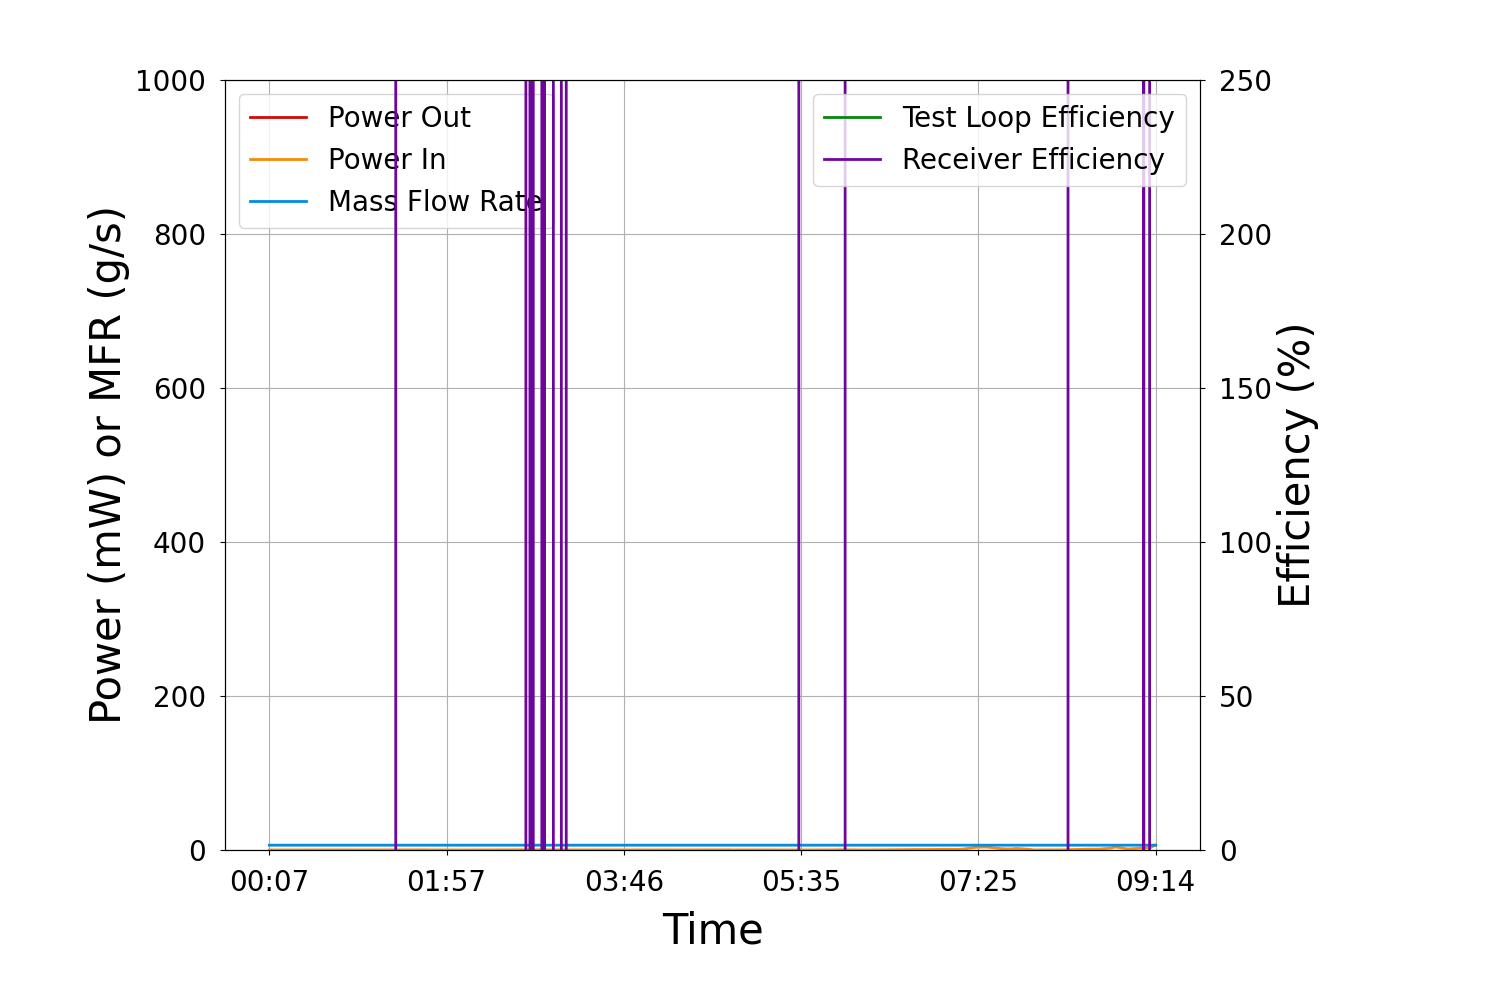 1000
800
600
400
200
0
Power (mW) or MFR (g/s)
Power Out
Power In
Mass Flow Rate
Test Loop Efficiency
Receiver Efficiency
250
200
150
100
50
0
Efficiency (%)
00:07 01:57 03:46 05:35 07:25 09:14
Time